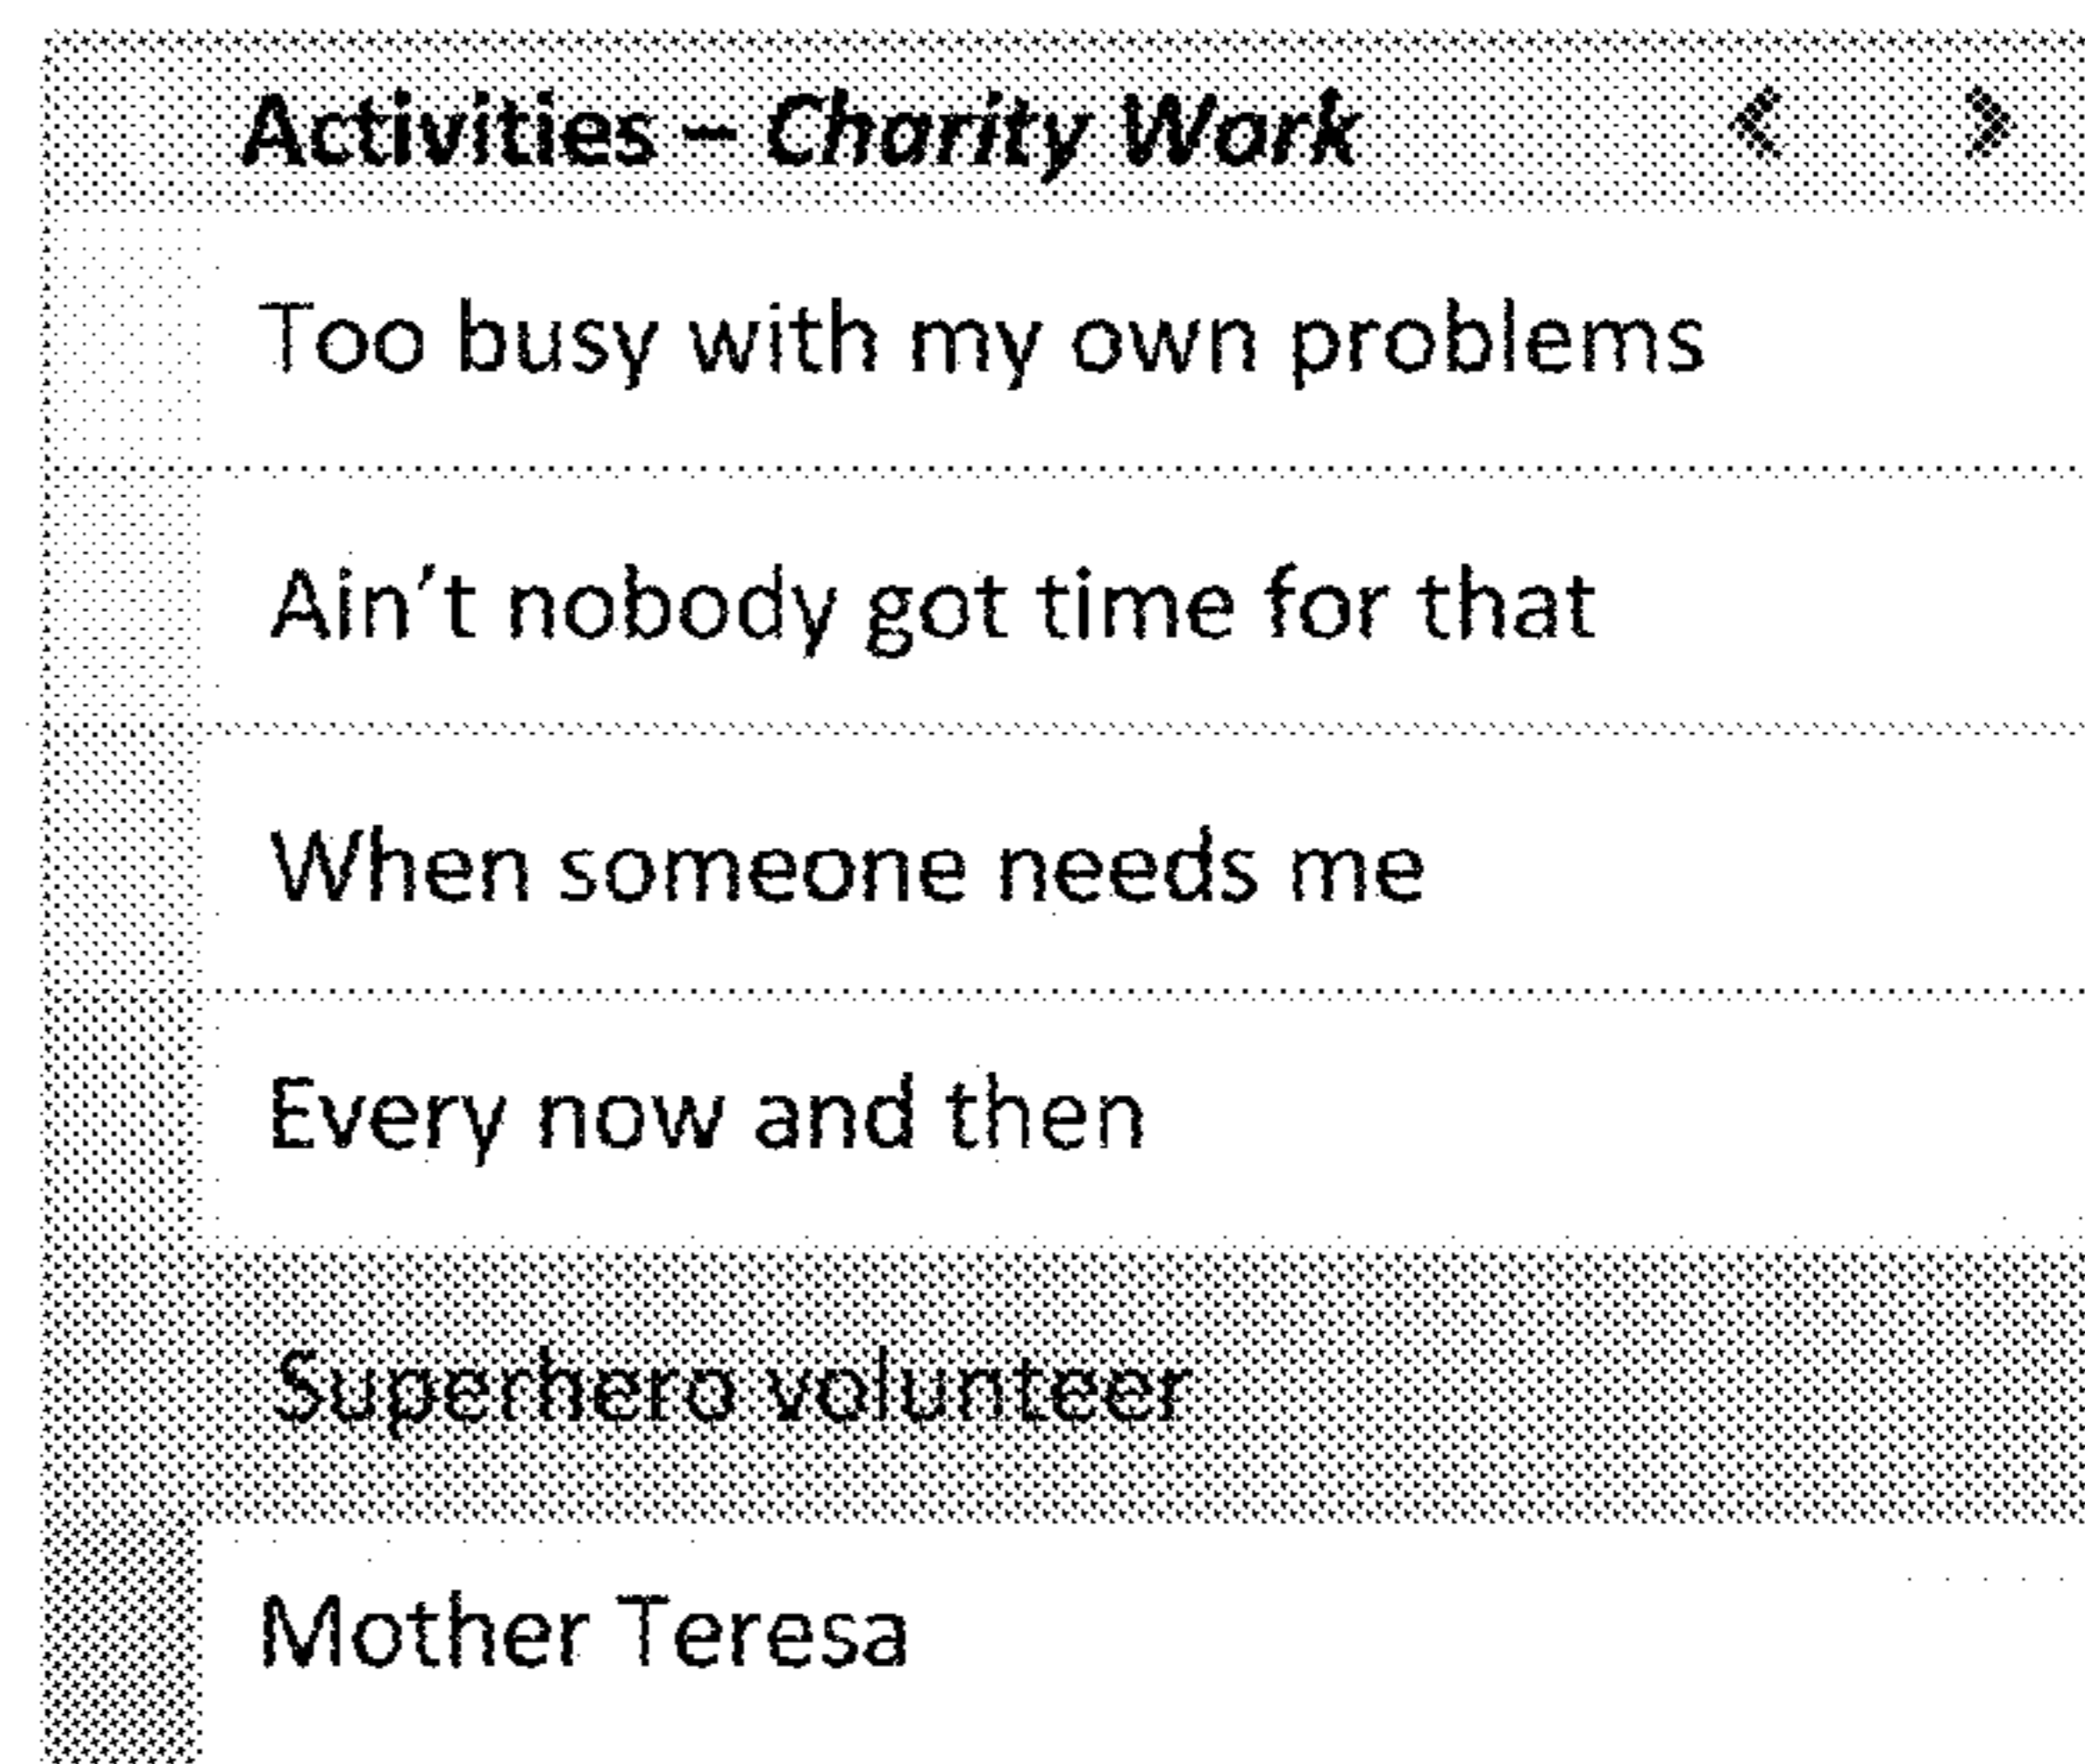 Activities – Charity Work < >
Too busy with my own problems
Ain’t nobody got time for that
When someone needs me
Every now and then
Superhero volunteer
Mother Teresa